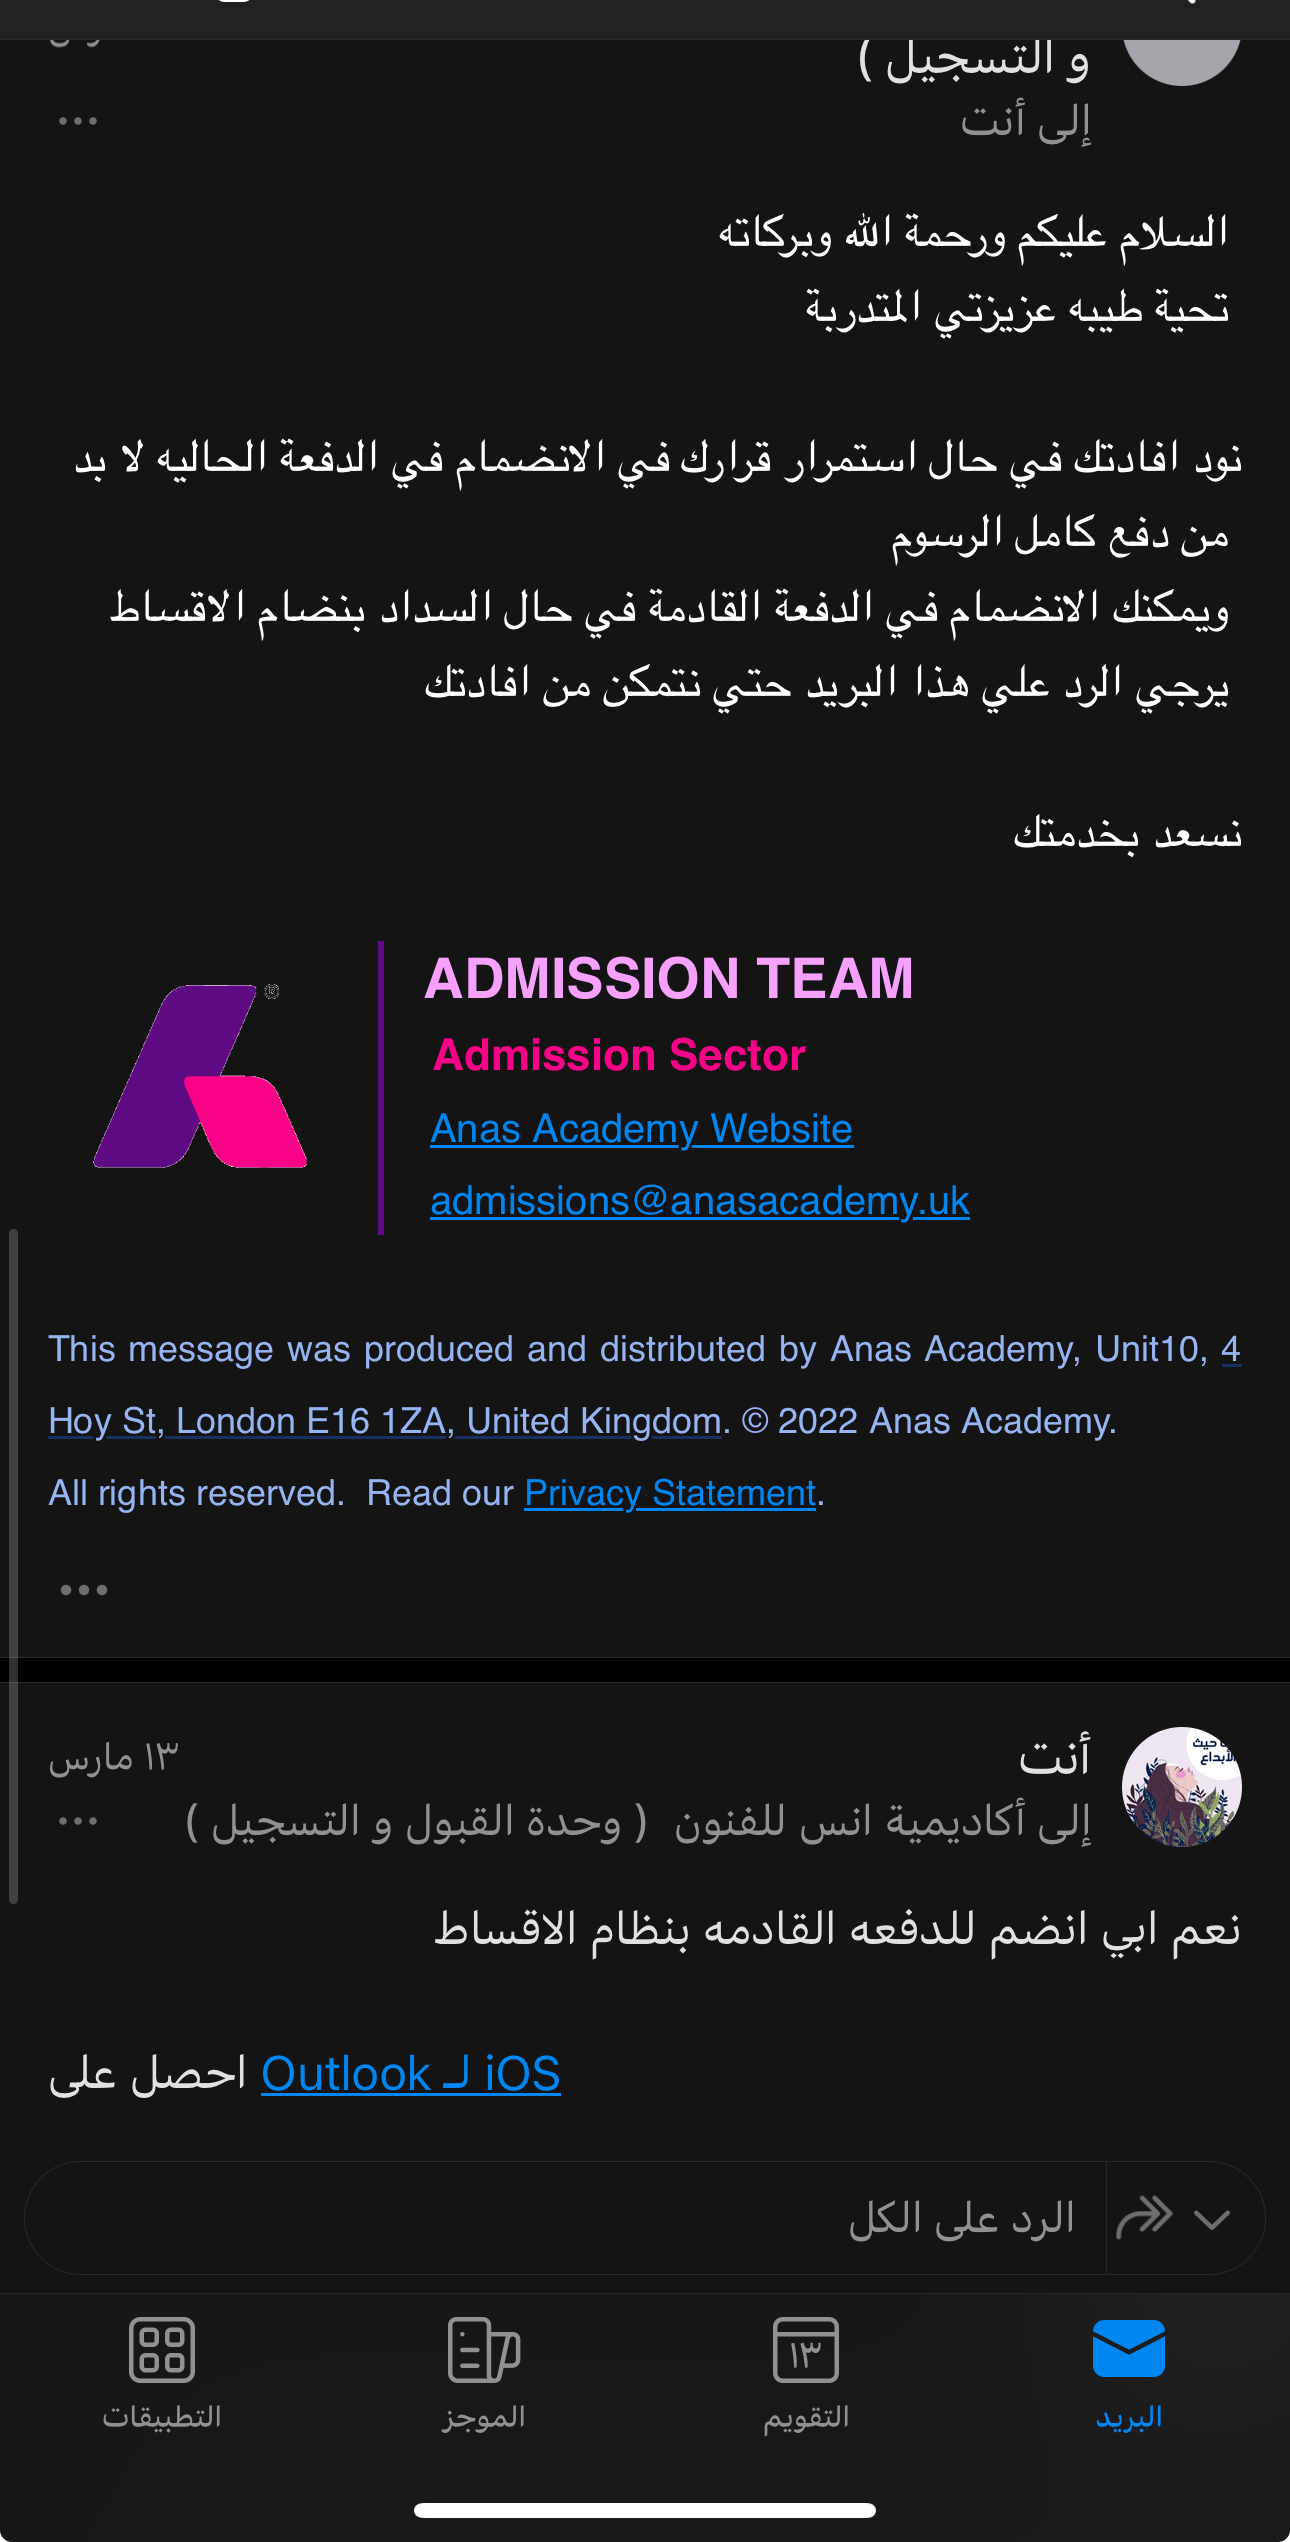 و التسجيل )
إلى أنت
السلام عليكم ورحمة الله وبركاته
تحية طيبه عزيزتي المتدربة
نود افادتك في حال استمرار قرارك في الانضمام في الدفعة الحاليه لا بد
من دفع كامل الرسوم
ويمكنك الانضمام في الدفعة القادمة في حال السداد بنضام الاقساط
يرجي الرد علي هذا البريد حتي نتمكن من افادتك
نسعد بخدمتك
®
ADMISSION TEAM
Admission Sector
Anas Academy Website
admissions@anasacademy.uk
This message was produced and distributed by Anas Academy, Unit10, 4
Hoy St, London E16 1ZA, United Kingdom. © 2022 Anas Academy.
All rights reserved. Read our Privacy Statement.
أنت
١٣ مارس
إلى أكاديمية انس للفنون ( وحدة القبول و التسجيل )
نعم ابي انضم للدفعه القادمه بنظام الاقساط
احصل على Outlook لـ iOS
الرد على الكل
١٣
البريد
التقويم
الموجز
التطبيقات